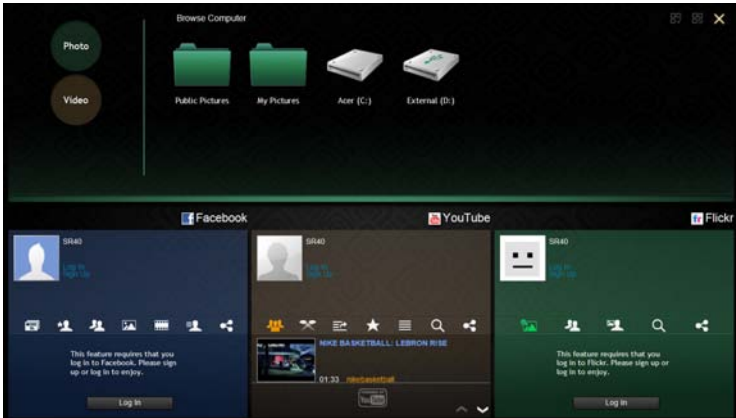 Browse Computer
Photo
Video
Public Pictures
My Pictures
Acer (C:)
External (D:)
Facebook
SR40
Log In
Sign Up
This feature requires that you
log in to Facebook. Please sign
up or log in to enjoy.
Log In
YouTube
SR40
Log In
Sign Up
NIKE BASKETBALL: LEBRON RISE
01:33 nikebasketball
YouTube
Flickr
SR40
Log In
Sign Up
This feature requires that you
log in to Flickr. Please sign up or
log in to enjoy.
Log In